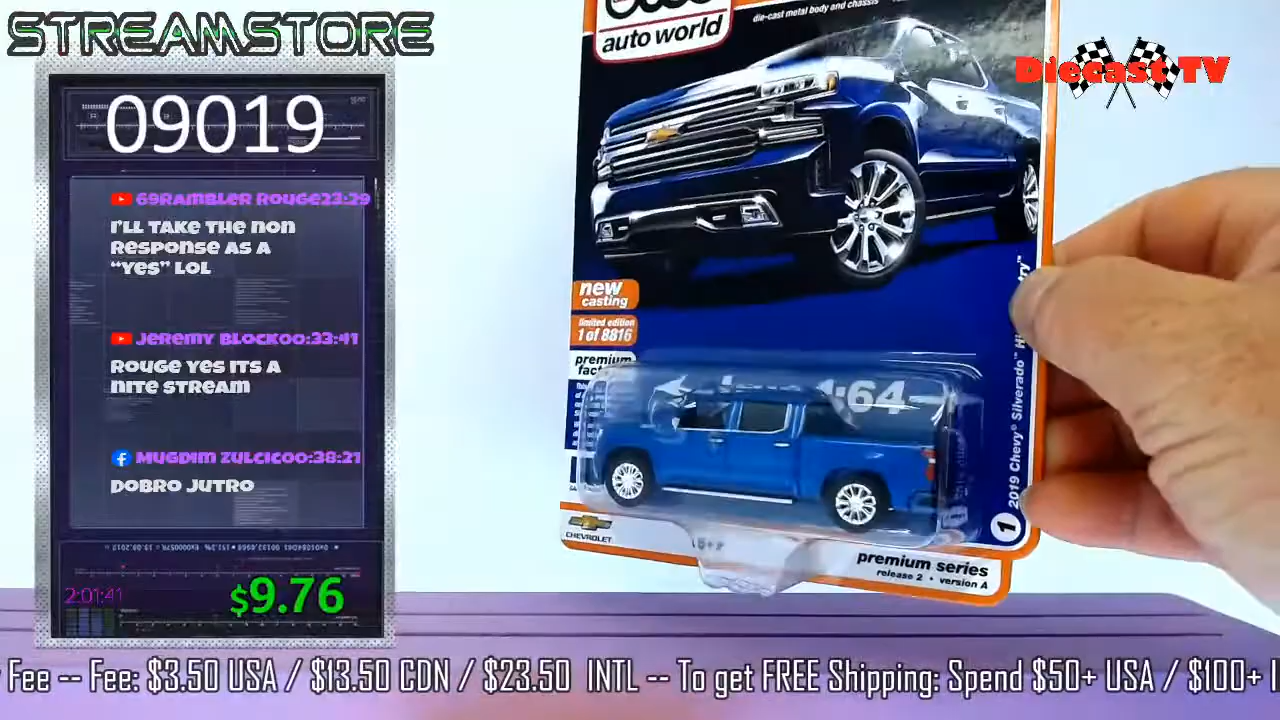 STREAMSTORE
09019
69Rambler Rouge23:29
I'LL TAKE THE NON
RESPONSE AS A
"YES" LOL
Jeremy Block00:33:41
ROUGE YES ITS A
NITE STREAM
Mugdim Zulcic00:38:21
DOBRO JUTRO
2:01:41
$9.76
die-cast metal body and chassis
auto world
Diecast TV
new
casting
limited edition
1 of 8816
premium
1:64
2019 Chevy® Silverado™
1
CHEVROLET
premium series
release 2 • version A
Fee -- Fee: $3.50 USA / $13.50 CDN / $23.50 INTL -- To get FREE Shipping: Spend $50+ USA / $100+